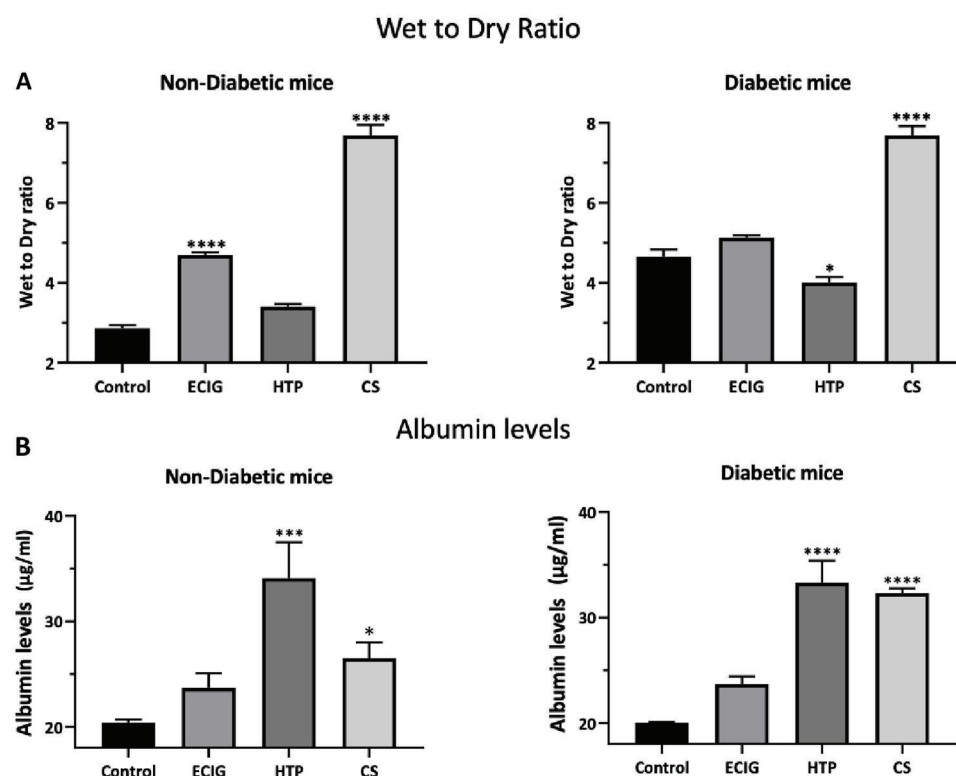 Wet to Dry Ratio
A
Non-Diabetic mice
Wet to Dry ratio
8
6
4
2
****
****
Control ECIG HTP CS
Diabetic mice
Wet to Dry ratio
8
6
4
2
*
****
Control ECIG HTP CS
Albumin levels
B
Non-Diabetic mice
Albumin levels (µg/ml)
40
30
20
***
*
Control ECIG HTP CS
Diabetic mice
Albumin levels (µg/ml)
40
30
20
****
****
Control ECIG HTP CS